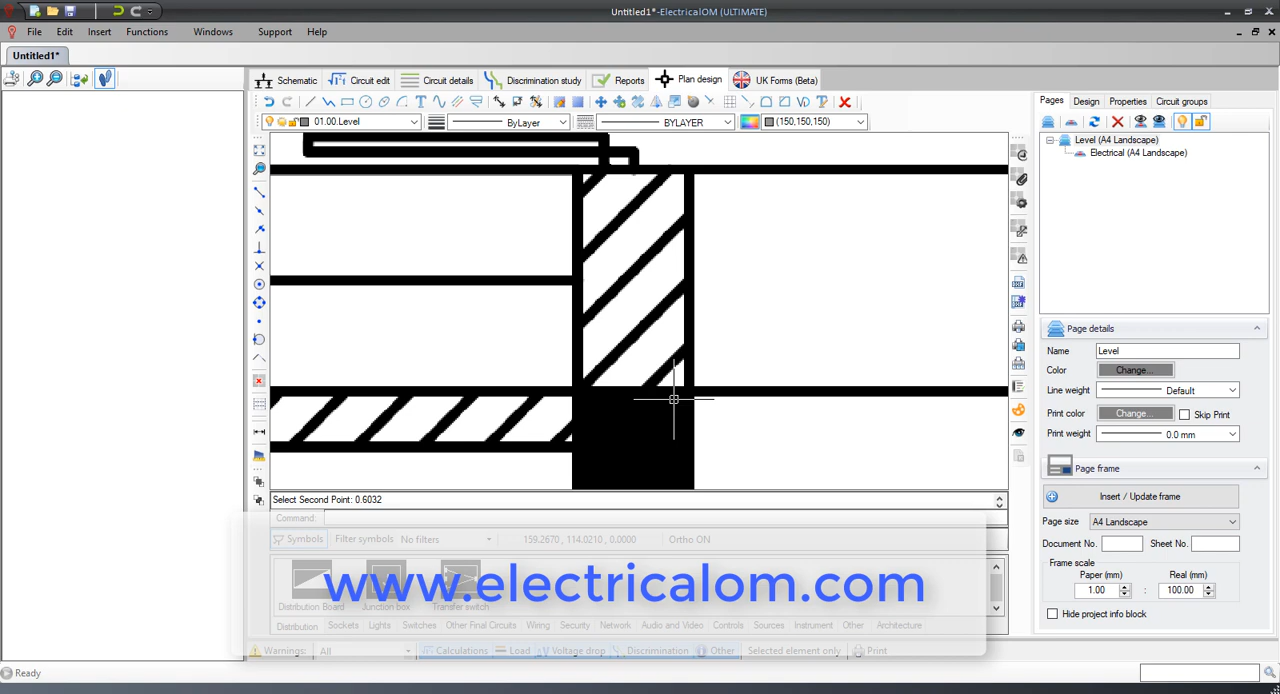 Untitled1*-ElectricalOM (ULTIMATE)
File Edit Insert Functions Windows Support Help
Untitled1*
Schematic Circuit edit Circuit details Discrimination study Reports Plan design UK Forms (Beta)
01.00.Level ByLayer BYLAYER (150,150,150)
Pages Design Properties Circuit groups
Level (A4 Landscape)
Electrical (A4 Landscape)
Page details
Name Level
Color Change...
Line weight Default
Print color Change... Skip Print
Print weight 0.0 mm
Page frame
Insert / Update frame
Page size A4 Landscape
Document No. Sheet No.
Frame scale
Paper (mm) Real (mm)
1.00 : 100.00
Hide project info block
Select Second Point: 0.6032
Command:
Symbols Filter symbols No filters 159.2670 , 114.0210 , 0.0000 Ortho ON
www.electricalom.com
Distribution Board Junction box Transfer switch
Distribution Sockets Lights Switches Other Final Circuits Wiring Security Network Audio and Video Controls Sources Instrument Other Architecture
Warnings: All Calculations Load Voltage drop Discrimination Other Selected element only Print
Ready